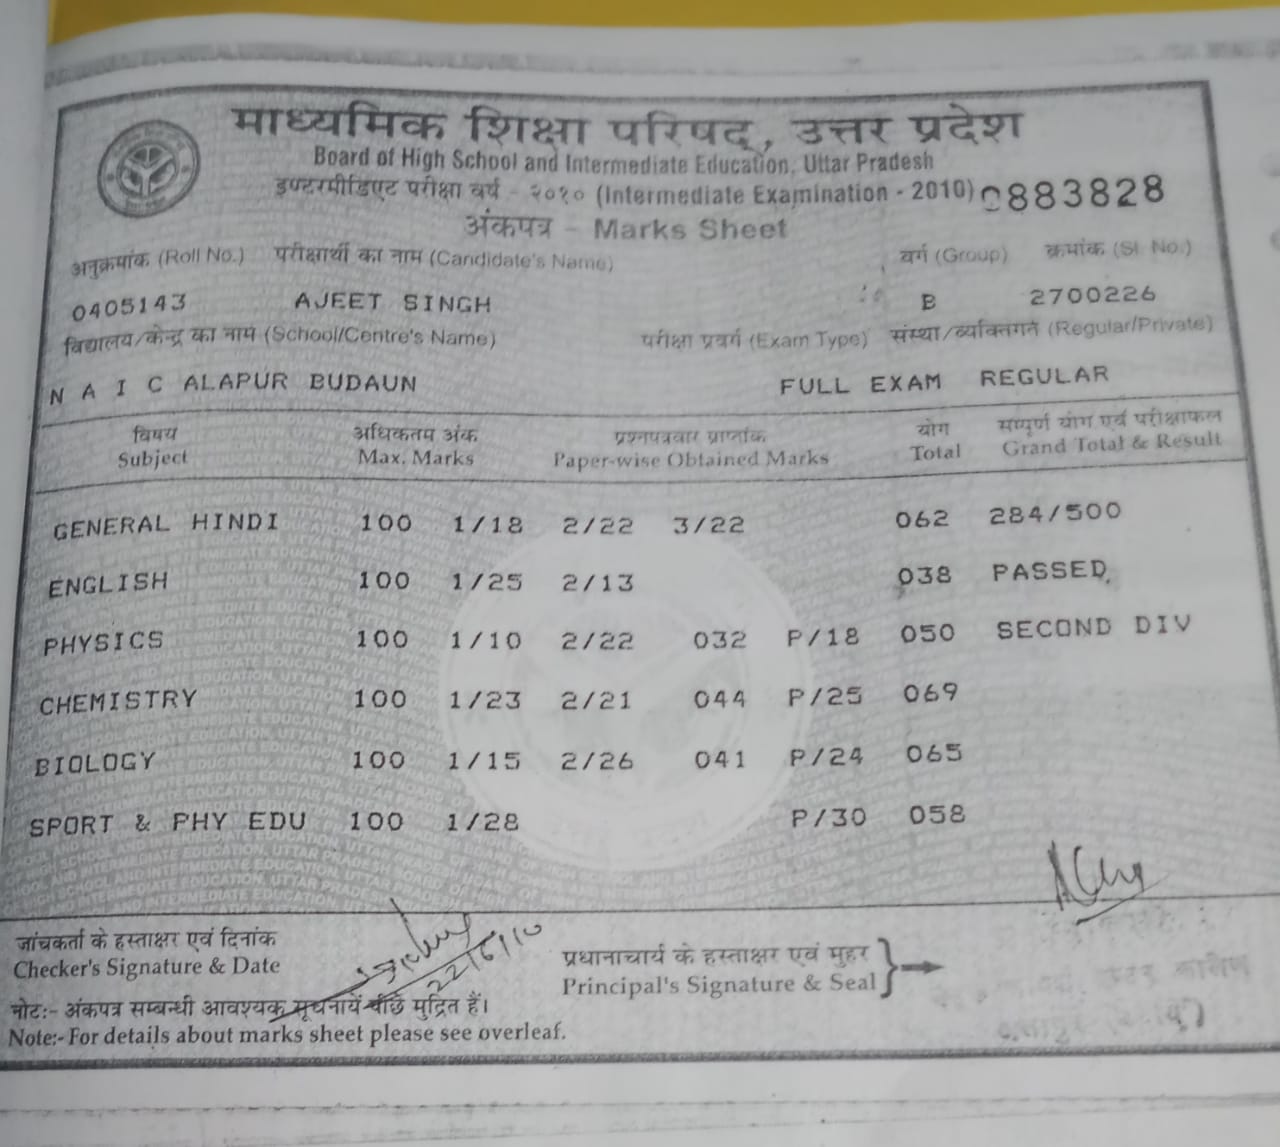 माध्यमिक शिक्षा परिषद्, उत्तर प्रदेश
Board of High School and Intermediate Education, Uttar Pradesh
इण्टरमीडिएट परीक्षा वर्ष - २०१० (Intermediate Examination - 2010) 0883828
अंकपत्र - Marks Sheet
अनुक्रमांक (Roll No.) परीक्षार्थी का नाम (Candidate's Name) वर्ग (Group) क्रमांक (Sl. No.)
0405143 AJEET SINGH B 2700226
विद्यालय/केन्द्र का नाम (School/Centre's Name) परीक्षा प्रवर्ग (Exam Type) संस्था/व्यक्तिगत (Regular/Private)
N A I C ALAPUR BUDAUN FULL EXAM REGULAR
विषय अधिकतम अंक प्रश्नपत्रवार प्राप्तांक योग सम्पूर्ण योग एवं परीक्षाफल
Subject Max. Marks Paper-wise Obtained Marks Total Grand Total & Result
GENERAL HINDI 100 1/18 2/22 3/22 062 284/500
ENGLISH 100 1/25 2/13 038 PASSED,
PHYSICS 100 1/10 2/22 032 P/18 050 SECOND DIV
CHEMISTRY 100 1/23 2/21 044 P/25 069
BIOLOGY 100 1/15 2/26 041 P/24 065
SPORT & PHY EDU 100 1/28 P/30 058
जांचकर्ता के हस्ताक्षर एवं दिनांक
Checker's Signature & Date
22/6/10
प्रधानाचार्य के हस्ताक्षर एवं मुहर
Principal's Signature & Seal
नोट:- अंकपत्र सम्बन्धी आवश्यक सूचनायें पीछे मुद्रित हैं।
Note:- For details about marks sheet please see overleaf.